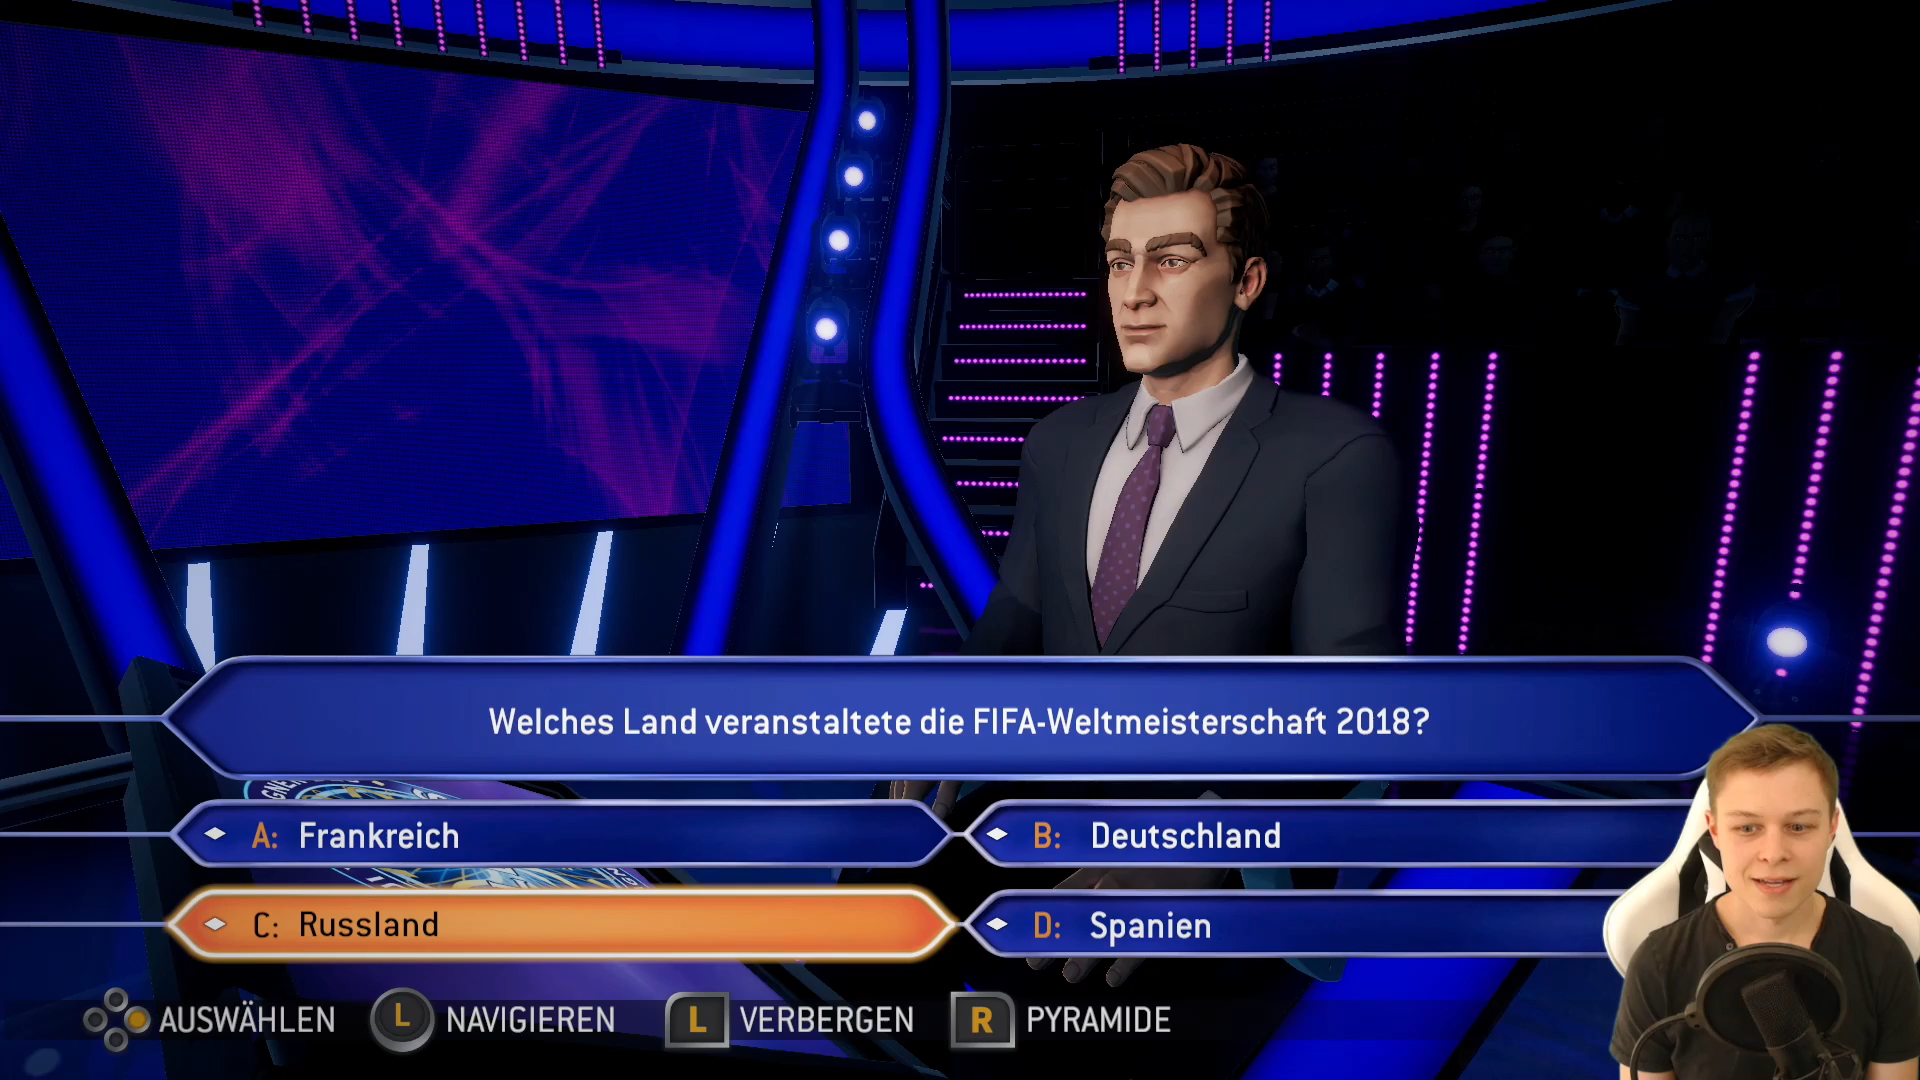 Welches Land veranstaltete die FIFA-Weltmeisterschaft 2018?
A: Frankreich
B: Deutschland
C: Russland
D: Spanien
AUSWÄHLEN
L NAVIGIEREN
L VERBERGEN
R PYRAMIDE